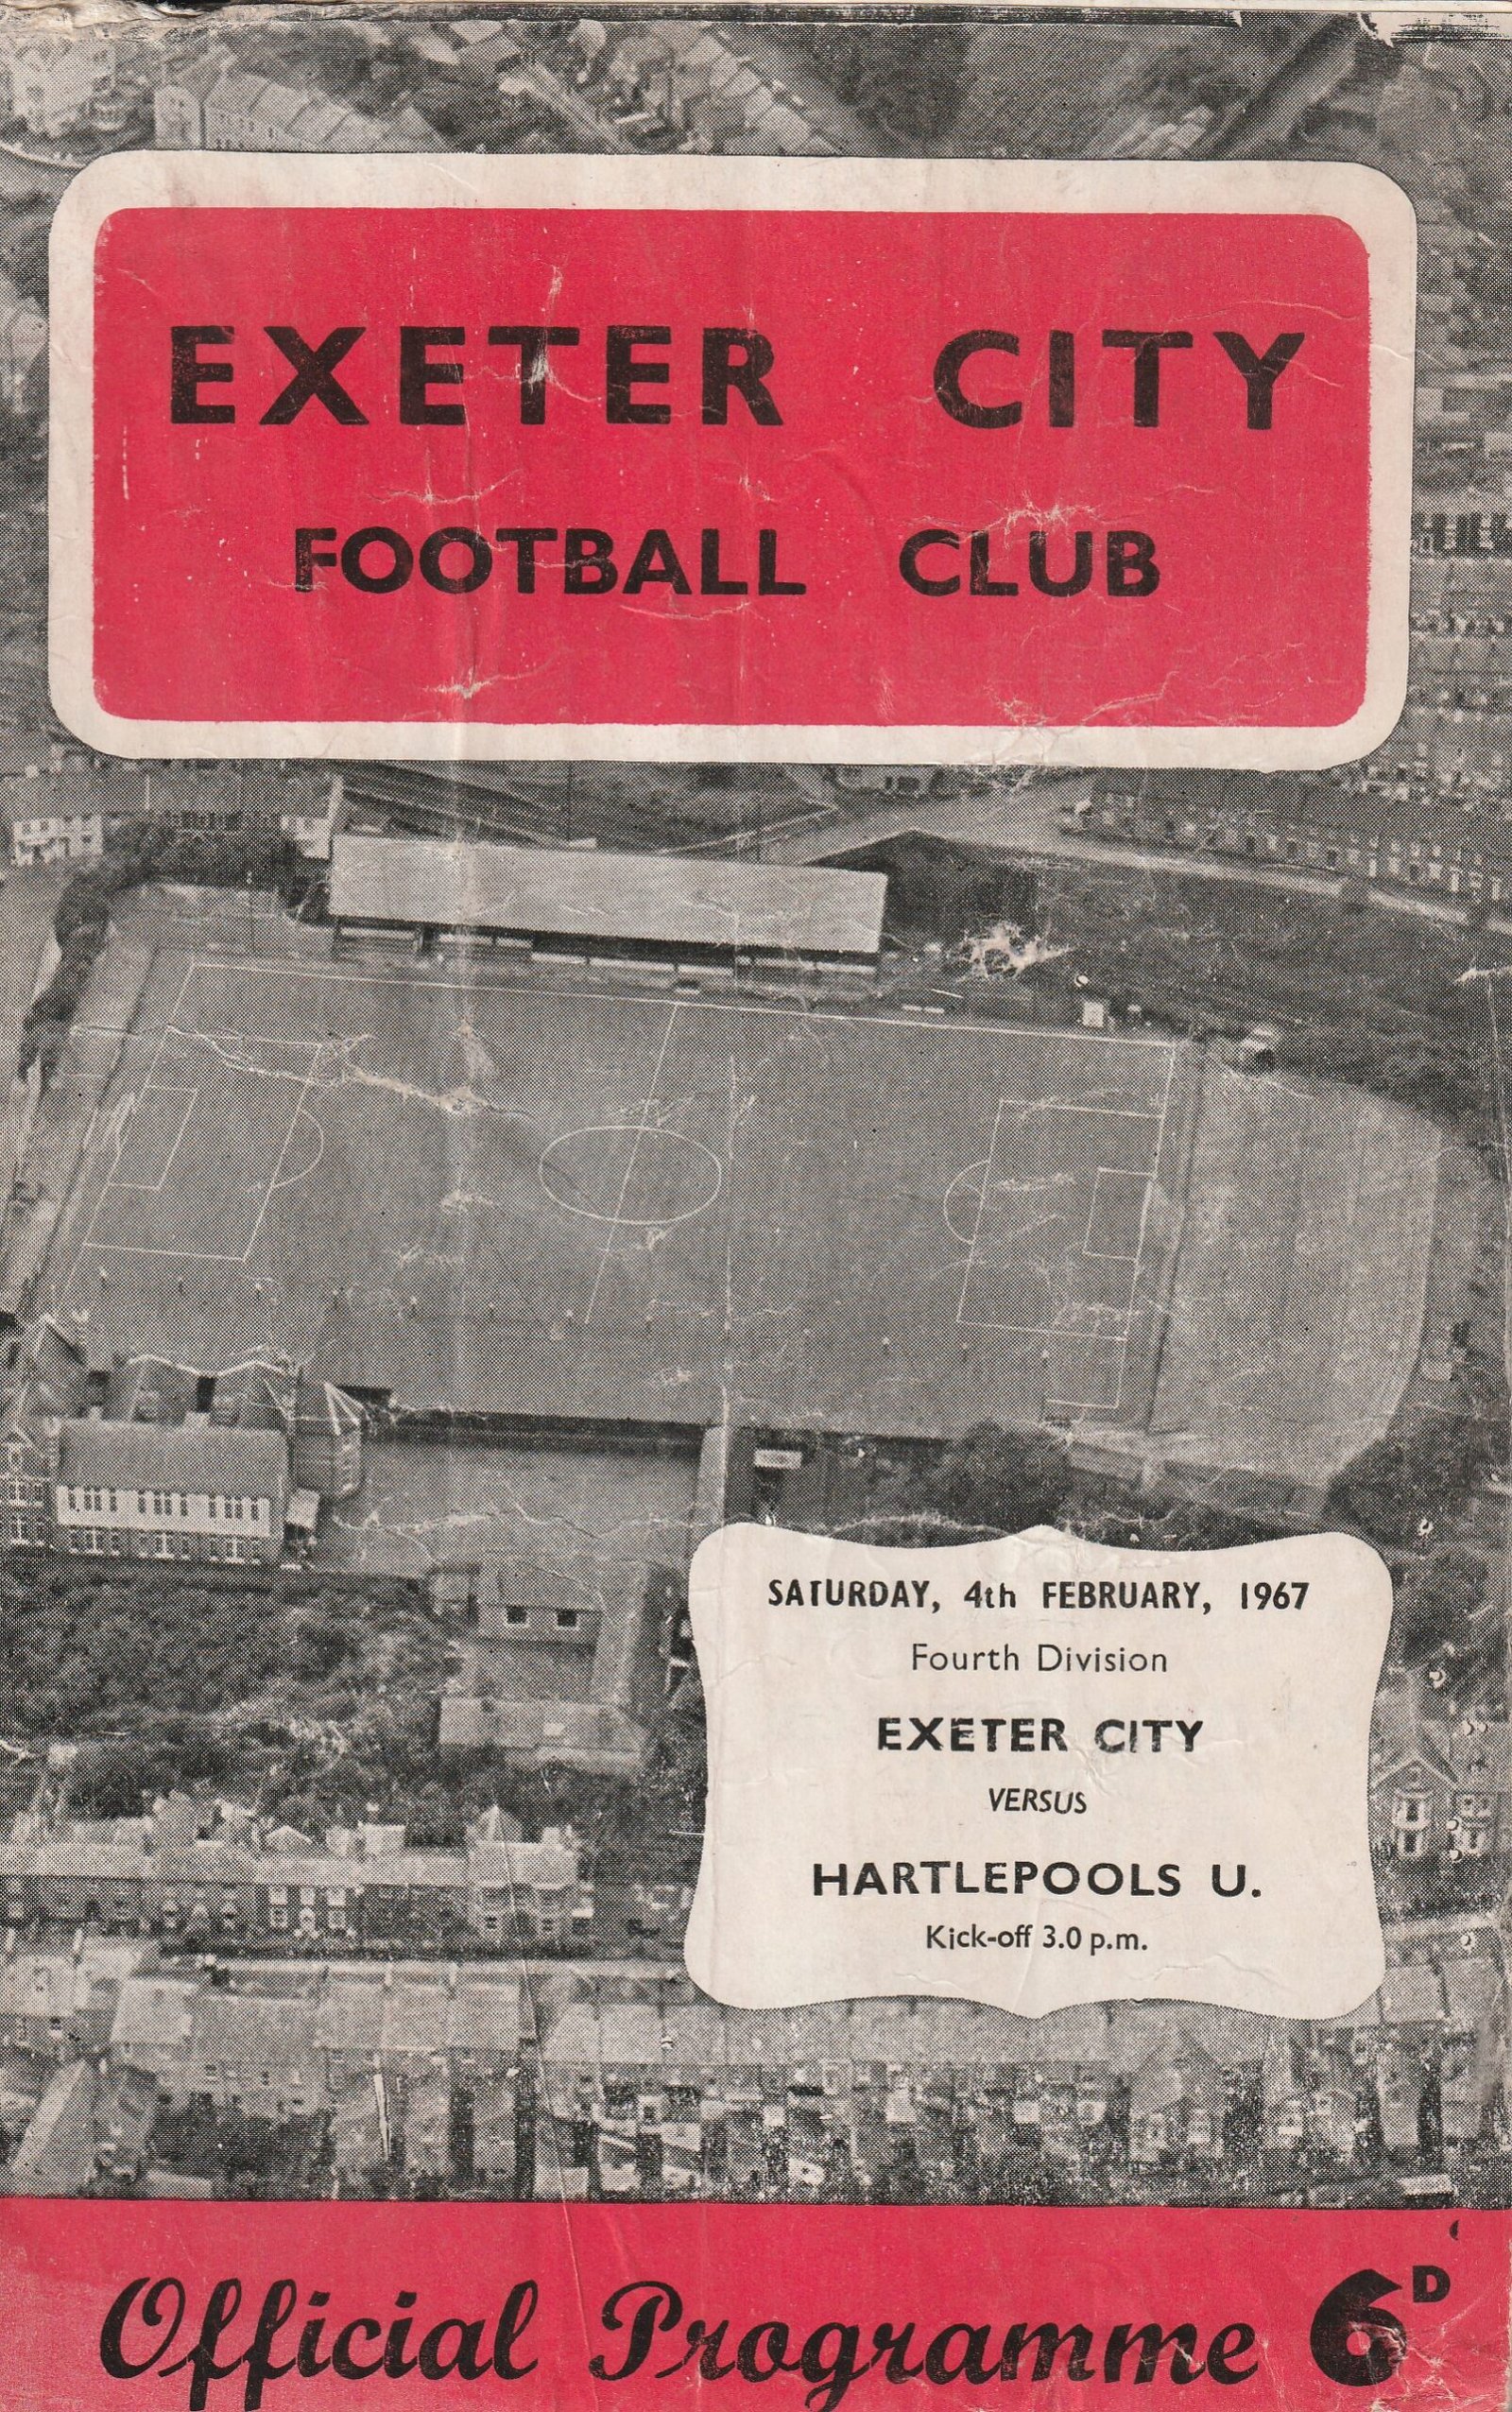 EXETER CITY
FOOTBALL CLUB
SATURDAY, 4th FEBRUARY, 1967
Fourth Division
EXETER CITY
VERSUS
HARTLEPOOLS U.
Kick-off 3.0 p.m.
Official Programme 6D